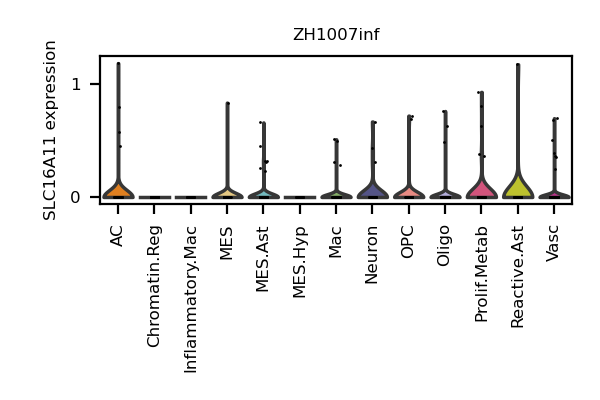 ZH1007inf
SLC16A11 expression
1
0
AC
Chromatin.Reg
Inflammatory.Mac
MES
MES.Ast
MES.Hyp
Mac
Neuron
OPC
Oligo
Prolif.Metab
Reactive.Ast
Vasc